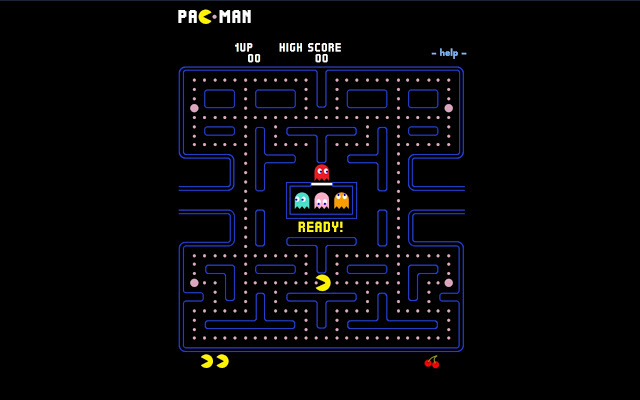 PAC-MAN
1UP HIGH SCORE
00 00
- help -
READY!